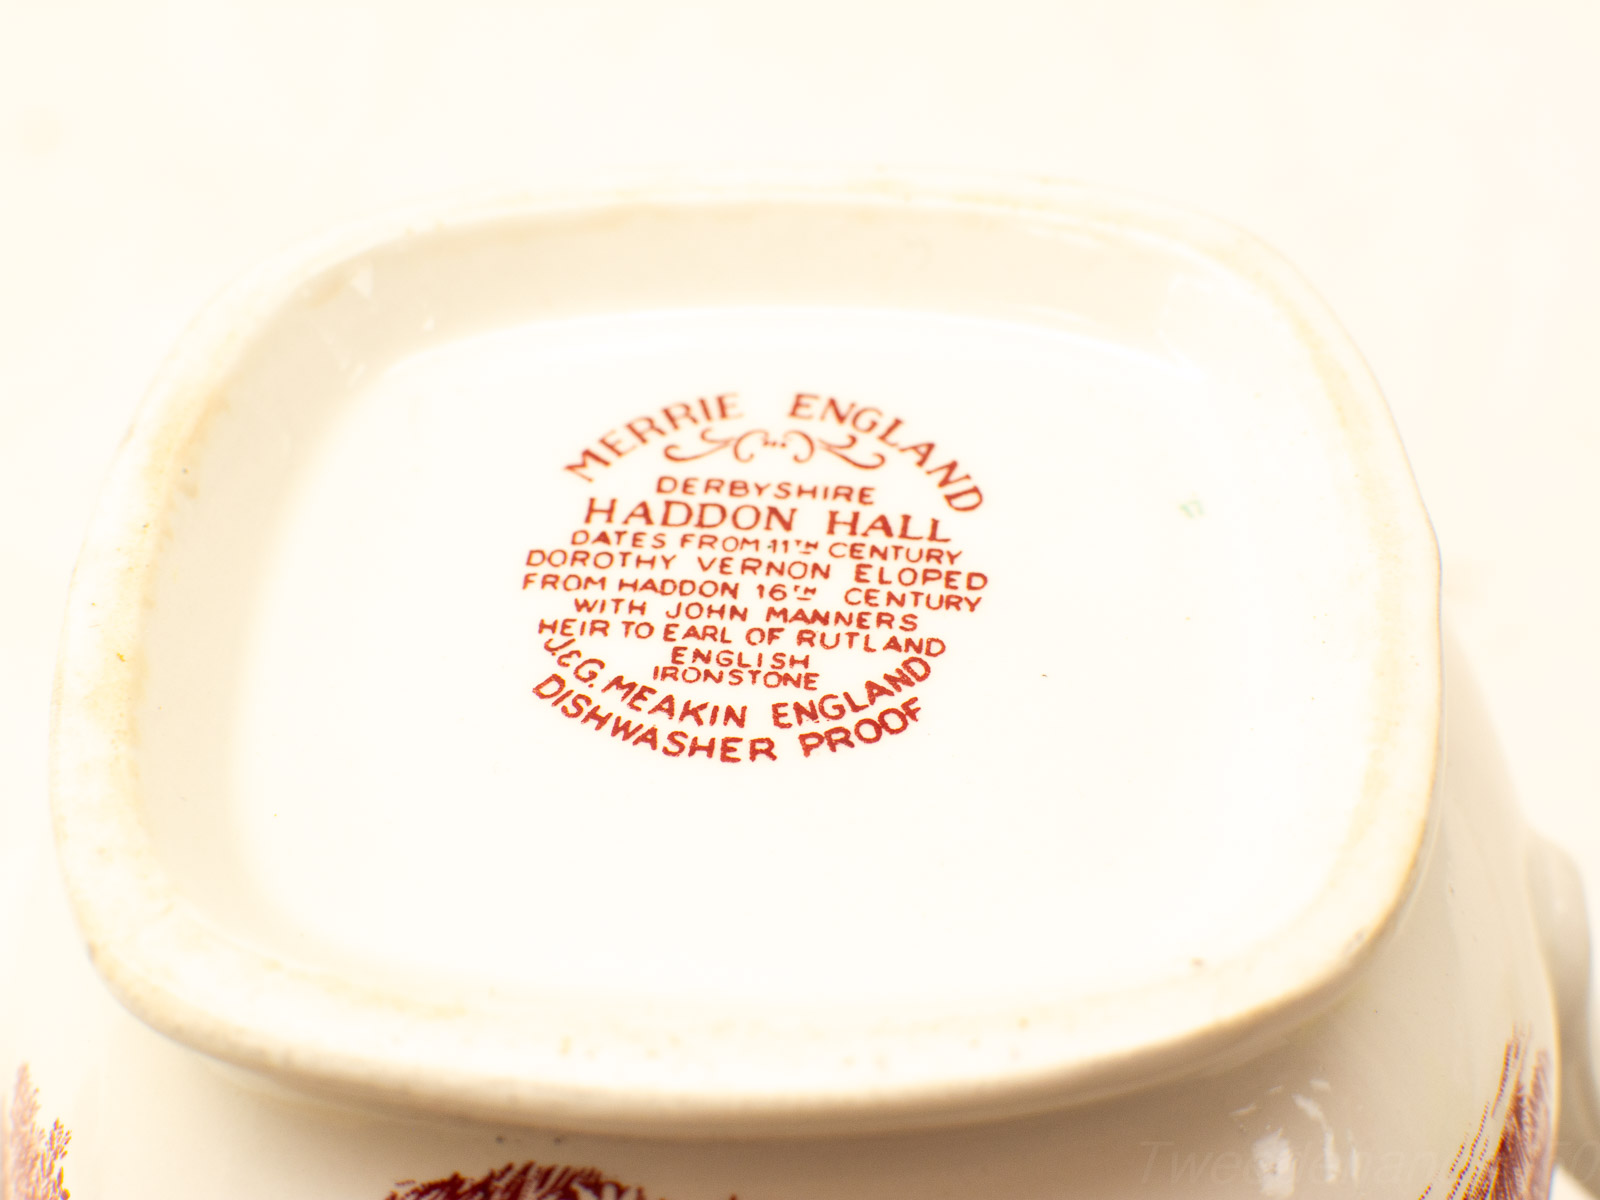 MERRIE ENGLAND
DERBYSHIRE
HADDON HALL
DATES FROM 11TH CENTURY
DOROTHY VERNON ELOPED
FROM HADDON 16TH CENTURY
WITH JOHN MANNERS
HEIR TO EARL OF RUTLAND
ENGLISH
IRONSTONE
J.&G. MEAKIN ENGLAND
DISHWASHER PROOF
17